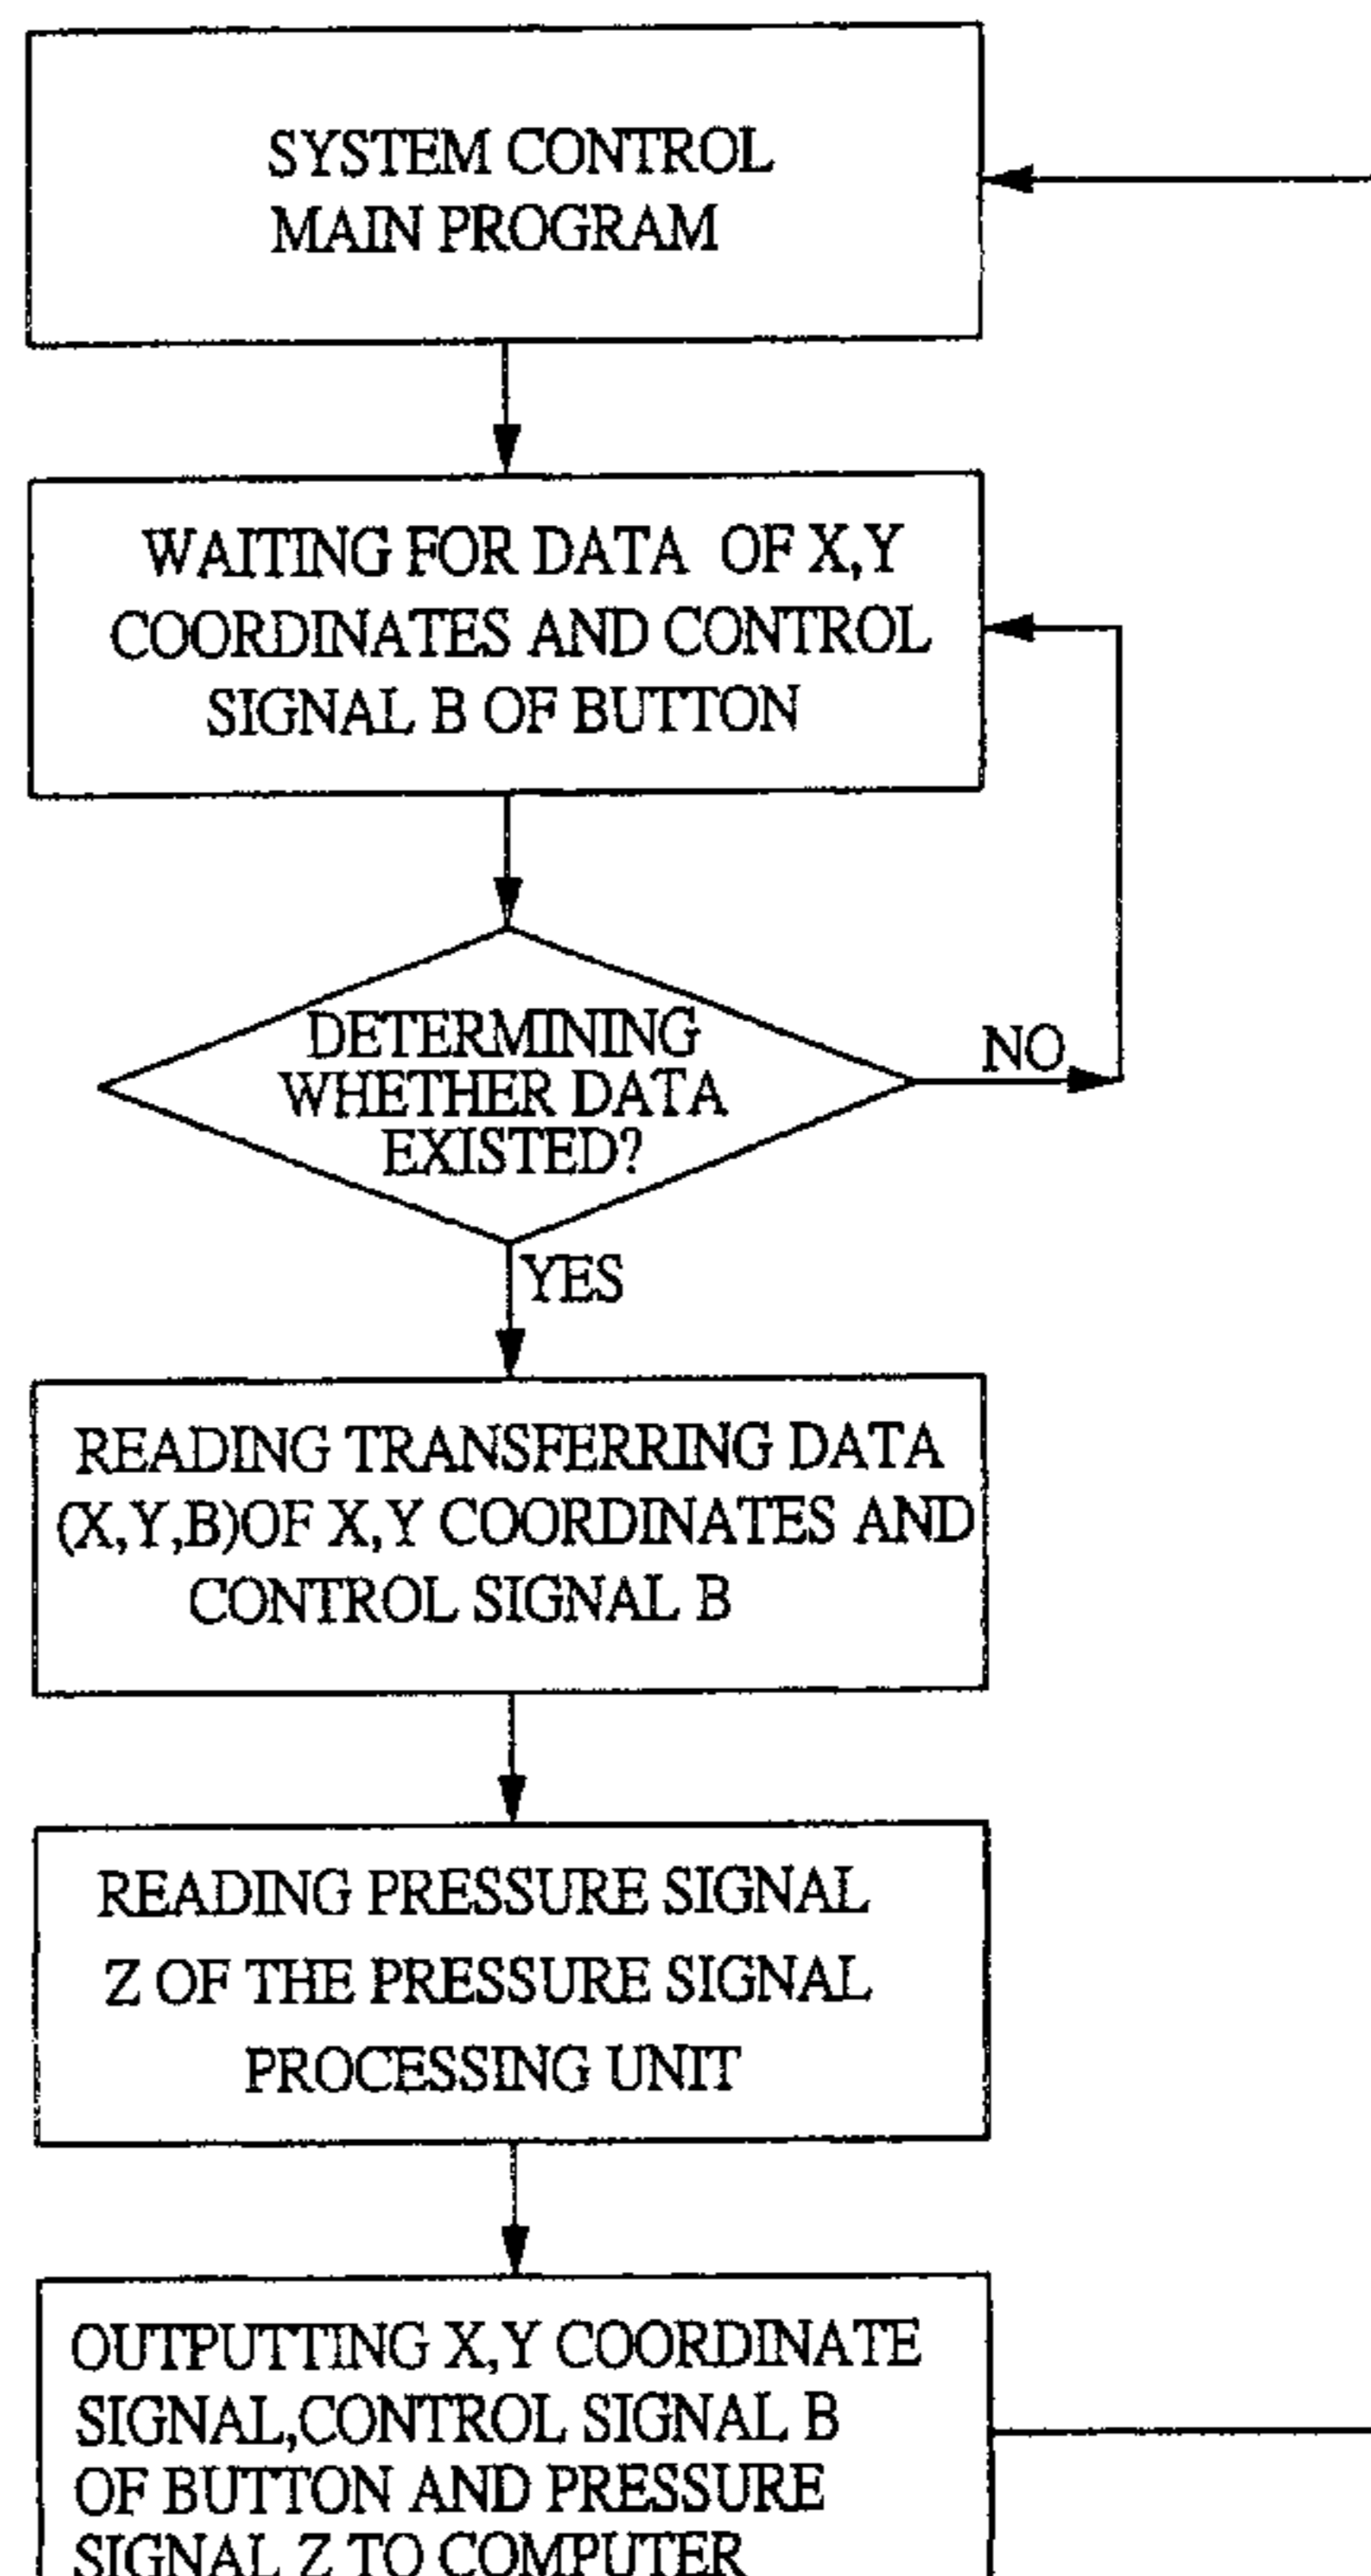 SYSTEM CONTROL
MAIN PROGRAM
WAITING FOR DATA OF X,Y
COORDINATES AND CONTROL
SIGNAL B OF BUTTON
DETERMINING
WHETHER DATA
EXISTED?
NO
YES
READING TRANSFERRING DATA
(X,Y,B)OF X,Y COORDINATES AND
CONTROL SIGNAL B
READING PRESSURE SIGNAL
Z OF THE PRESSURE SIGNAL
PROCESSING UNIT
OUTPUTTING X,Y COORDINATE
SIGNAL,CONTROL SIGNAL B
OF BUTTON AND PRESSURE
SIGNAL Z TO COMPUTER